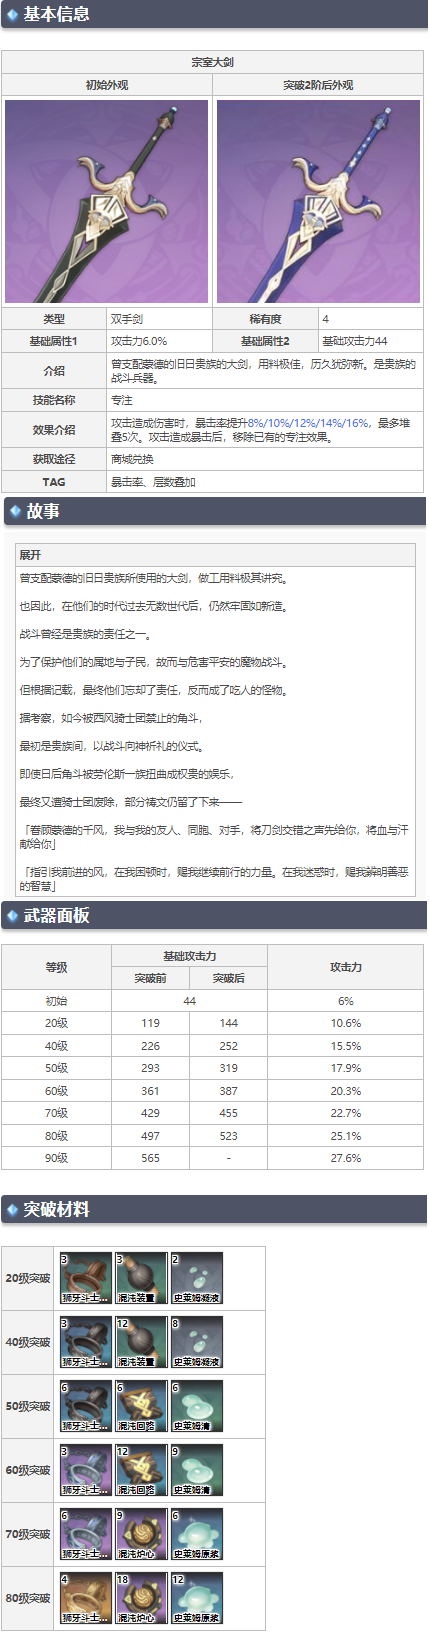 基本信息
宗室大剑
初始外观 突破2阶后外观
类型 双手剑 稀有度 4
基础属性1 攻击力6.0% 基础属性2 基础攻击力44
介绍 曾支配蒙德的旧日贵族的大剑，用料极佳，历久犹弥新。是贵族的
战斗兵器。
技能名称 专注
效果介绍 攻击造成伤害时，暴击率提升8%/10%/12%/14%/16%，最多堆
叠5次。攻击造成暴击后，移除已有的专注效果。
获取途径 商城兑换
TAG 暴击率、层数叠加
故事
展开
曾支配蒙德的旧日贵族所使用的大剑，做工用料极其讲究。
也因此，在他们的时代过去无数世代后，仍然牢固如新造。
战斗曾经是贵族的责任之一。
为了保护他们的属地与子民，故而与危害平安的魔物战斗。
但根据记载，最终他们忘却了责任，反而成了吃人的怪物。
据考察，如今被西风骑士团禁止的角斗，
最初是贵族间，以战斗向神祈礼的仪式。
即使日后角斗被劳伦斯一族扭曲成权贵的娱乐，
最终又遭骑士团废除，部分祷文仍留了下来——
「眷顾蒙德的千风，我与我的友人、同胞、对手，将刀剑交错之声先给你，将血与汗
献给你」
「指引我前进的风，在我困顿时，赐我继续前行的力量。在我迷惑时，赐我辨明善恶
的智慧」
武器面板
等级 基础攻击力 攻击力
突破前 突破后
初始 44 6%
20级 119 144 10.6%
40级 226 252 15.5%
50级 293 319 17.9%
60级 361 387 20.3%
70级 429 455 22.7%
80级 497 523 25.1%
90级 565 - 27.6%
突破材料
20级突破 3 3 2
狮牙斗士... 混沌装置 史莱姆凝液
40级突破 3 12 8
狮牙斗士... 混沌装置 史莱姆凝液
50级突破 6 6 6
狮牙斗士... 混沌回路 史莱姆清
60级突破 3 12 9
狮牙斗士... 混沌回路 史莱姆清
70级突破 6 9 6
狮牙斗士... 混沌炉心 史莱姆原浆
80级突破 4 18 12
狮牙斗士... 混沌炉心 史莱姆原浆